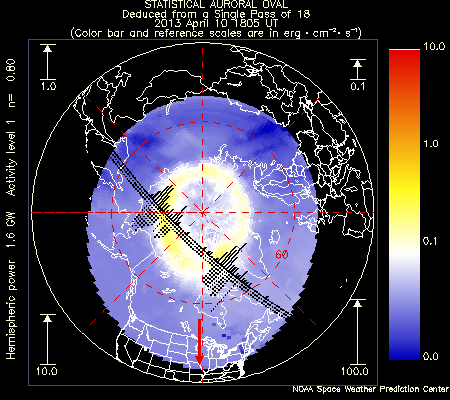 STATISTICAL AURORAL OVAL
Deduced from a Single Pass of 18
2013 April 10 1805 UT
(Color bar and reference scales are in erg · cm⁻² · s⁻¹)
Hemispheric power 1.6 GW Activity level 1 n= 0.80
1.0
0.1
10.0
100.0
60
10.0
1.0
0.1
0.0
NOAA Space Weather Prediction Center